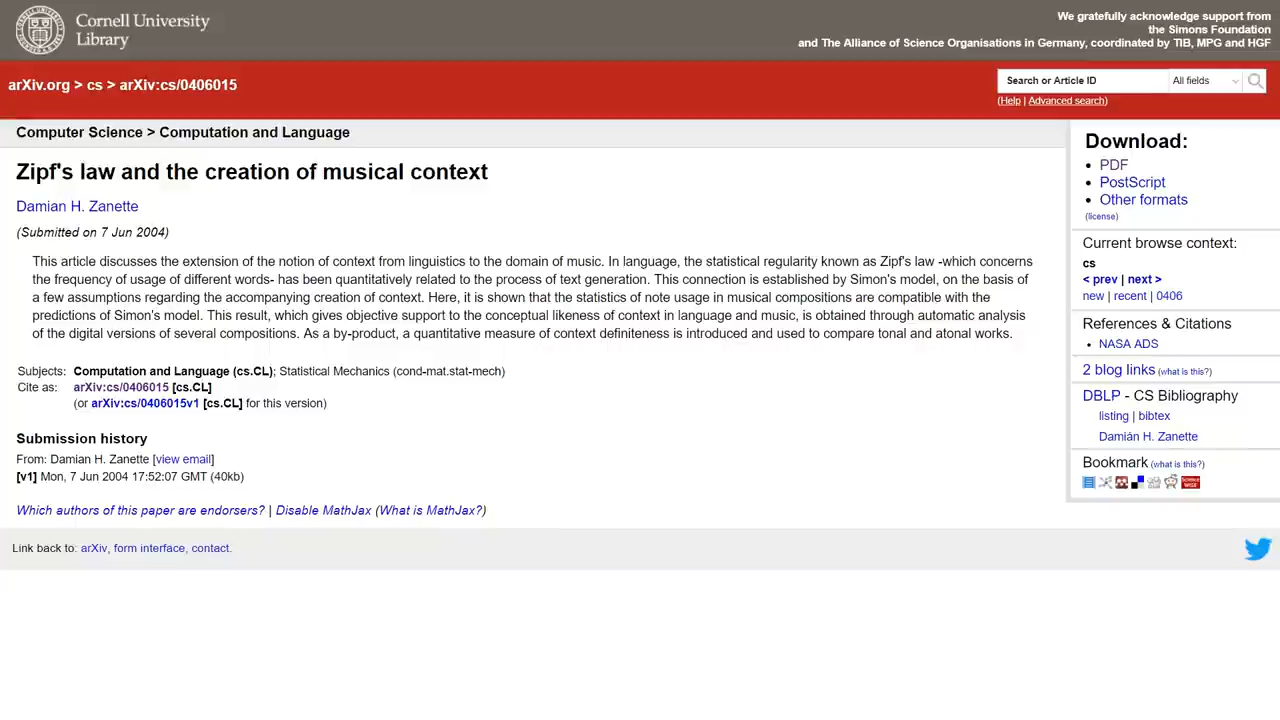 Cornell University
Library
We gratefully acknowledge support from
the Simons Foundation
and The Alliance of Science Organisations in Germany, coordinated by TIB, MPG and HGF
arXiv.org > cs > arXiv:cs/0406015
Search or Article ID
All fields
(Help | Advanced search)
Computer Science > Computation and Language
Zipf's law and the creation of musical context
Damian H. Zanette
(Submitted on 7 Jun 2004)
This article discusses the extension of the notion of context from linguistics to the domain of music. In language, the statistical regularity known as Zipf's law -which concerns
the frequency of usage of different words- has been quantitatively related to the process of text generation. This connection is established by Simon's model, on the basis of
a few assumptions regarding the accompanying creation of context. Here, it is shown that the statistics of note usage in musical compositions are compatible with the
predictions of Simon's model. This result, which gives objective support to the conceptual likeness of context in language and music, is obtained through automatic analysis
of the digital versions of several compositions. As a by-product, a quantitative measure of context definiteness is introduced and used to compare tonal and atonal works.
Subjects: Computation and Language (cs.CL); Statistical Mechanics (cond-mat.stat-mech)
Cite as: arXiv:cs/0406015 [cs.CL]
(or arXiv:cs/0406015v1 [cs.CL] for this version)
Submission history
From: Damian H. Zanette [view email]
[v1] Mon, 7 Jun 2004 17:52:07 GMT (40kb)
Which authors of this paper are endorsers? | Disable MathJax (What is MathJax?)
Download:
PDF
PostScript
Other formats
(license)
Current browse context:
cs
< prev | next >
new | recent | 0406
References & Citations
NASA ADS
2 blog links (what is this?)
DBLP - CS Bibliography
listing | bibtex
Damián H. Zanette
Bookmark (what is this?)
Link back to: arXiv, form interface, contact.